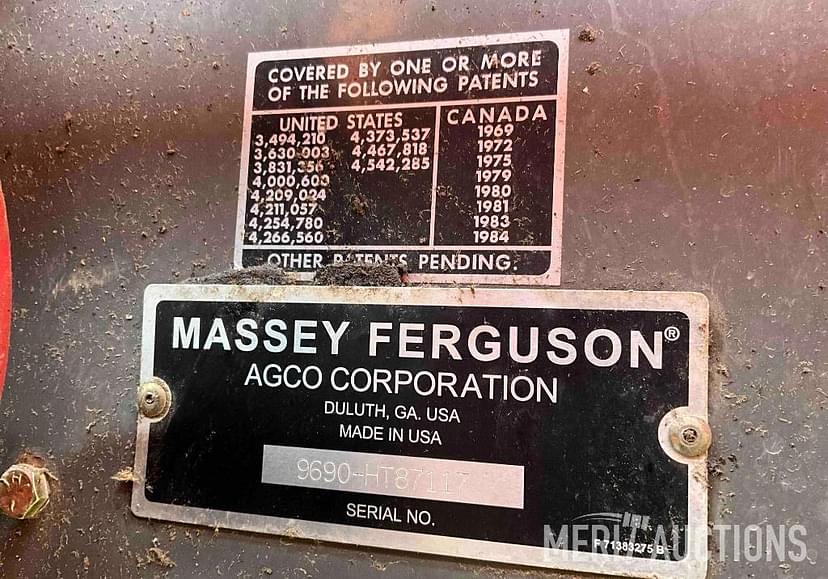 COVERED BY ONE OR MORE
OF THE FOLLOWING PATENTS
UNITED STATES
3,494,210 4,373,537
3,630,003 4,467,818
3,831,356 4,542,285
4,000,603
4,209,024
4,211,057
4,254,780
4,266,560
CANADA
1969
1972
1975
1979
1980
1981
1983
1984
OTHER PATENTS PENDING.
MASSEY FERGUSON®
AGCO CORPORATION
DULUTH, GA. USA
MADE IN USA
9690-HT87117
SERIAL NO.
P 71383275 B
MERIZ AUCTIONS